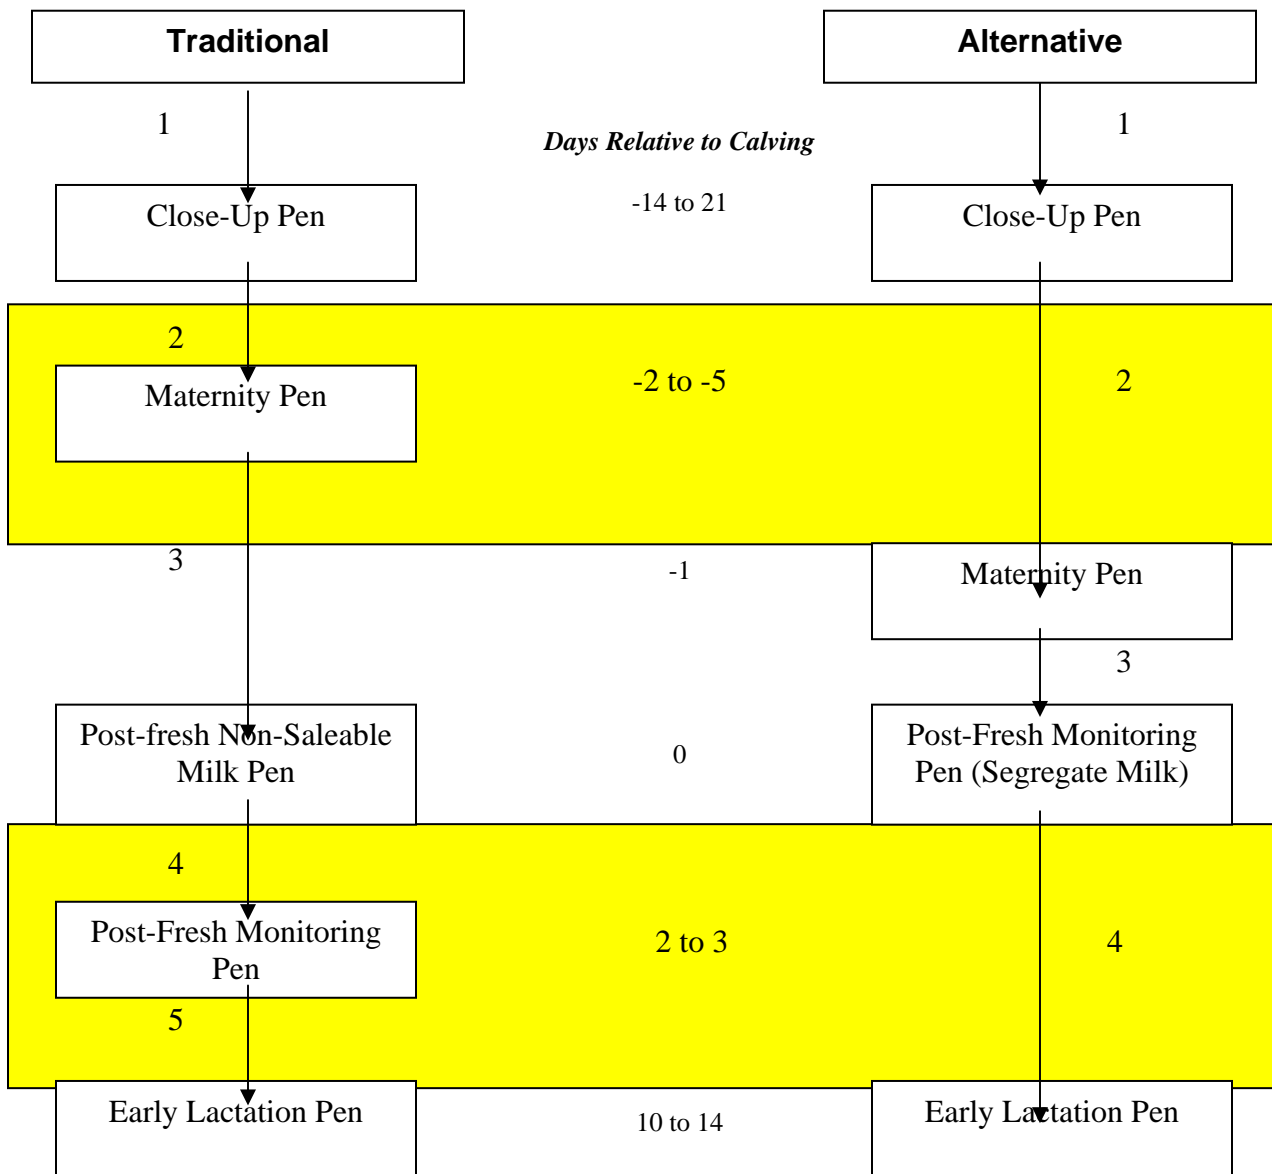 Traditional
Alternative
1
1
Days Relative to Calving
Close-Up Pen
-14 to 21
Close-Up Pen
2
Maternity Pen
-2 to -5
2
3
-1
Maternity Pen
3
Post-fresh Non-Saleable
Milk Pen
0
Post-Fresh Monitoring
Pen (Segregate Milk)
4
Post-Fresh Monitoring
Pen
2 to 3
4
5
Early Lactation Pen
10 to 14
Early Lactation Pen